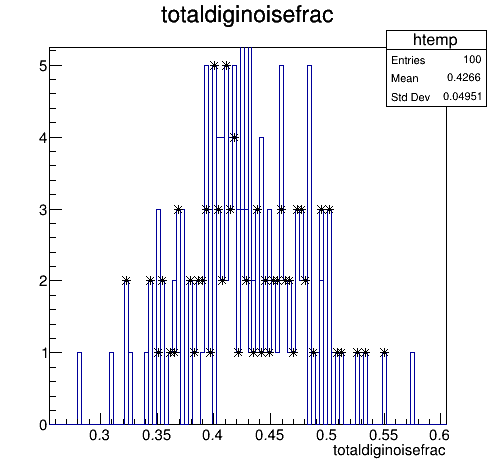 totaldiginoisefrac
htemp
Entries 100
Mean 0.4266
Std Dev 0.04951
5
4
3
2
1
0
0.3 0.35 0.4 0.45 0.5 0.55 0.6
totaldiginoisefrac